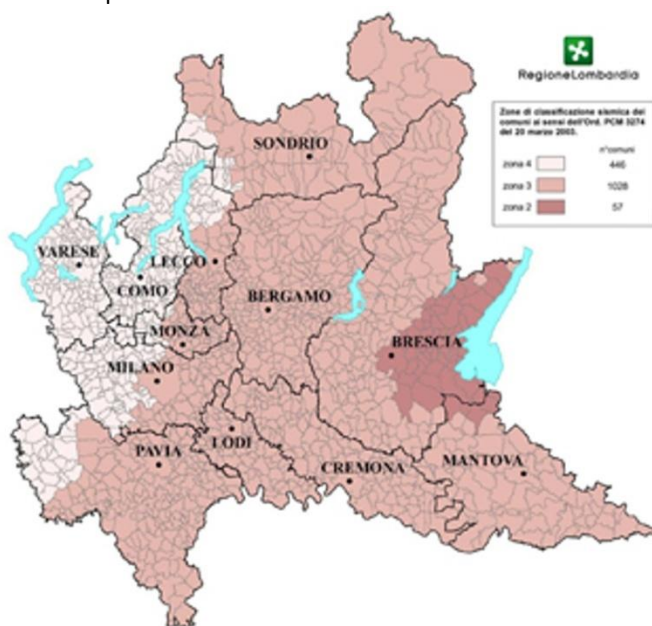 RegioneLombardia
Zone di classificazione sismica dei
comuni ai sensi dell'Ord. PCM 3274
del 20 marzo 2003.
n°comuni
zona 4 446
zona 3 1028
zona 2 57
SONDRIO
VARESE
LECCO
COMO
BERGAMO
MONZA
BRESCIA
MILANO
LODI
PAVIA
CREMONA
MANTOVA